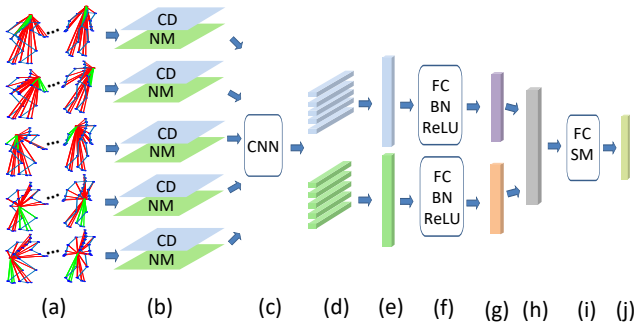 CD
NM
CD
NM
CD
NM
CD
NM
CD
NM
CNN
FC
BN
ReLU
FC
BN
ReLU
FC
SM
(a) (b) (c) (d) (e) (f) (g) (h) (i) (j)